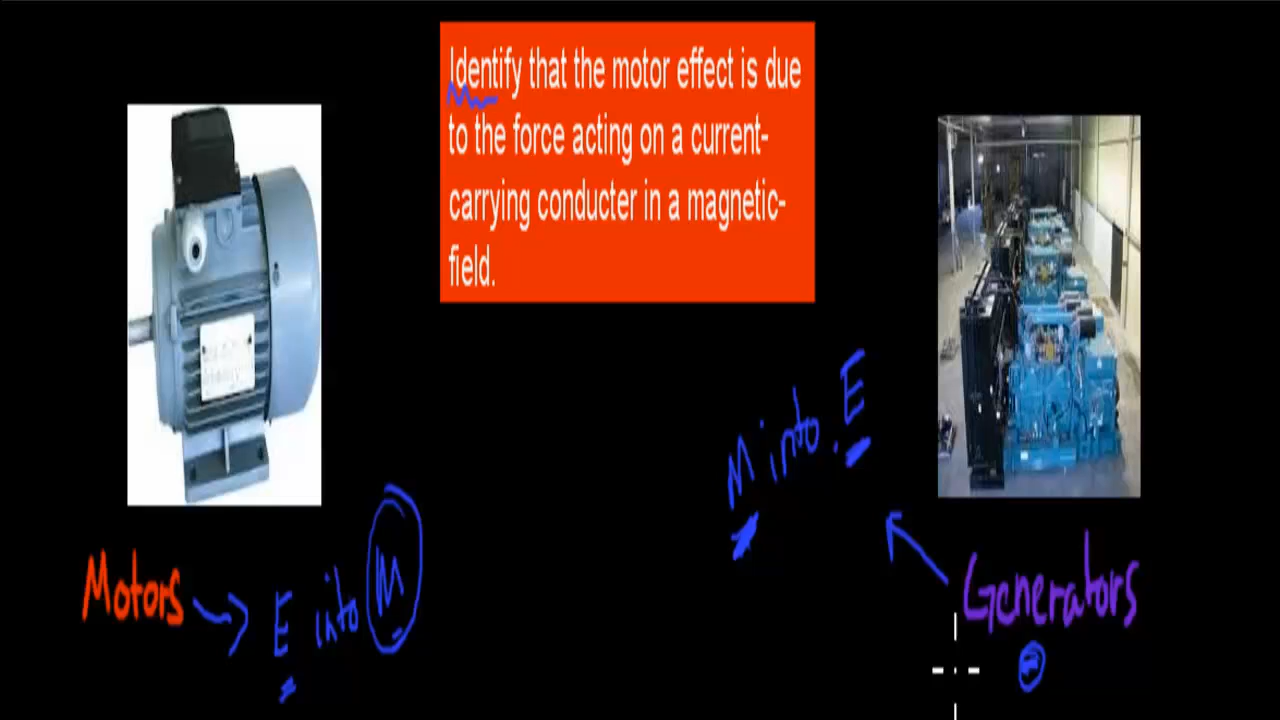 Identify that the motor effect is due
to the force acting on a current-
carrying conducter in a magnetic-
field.
M into E
Motors
E into M
Generators